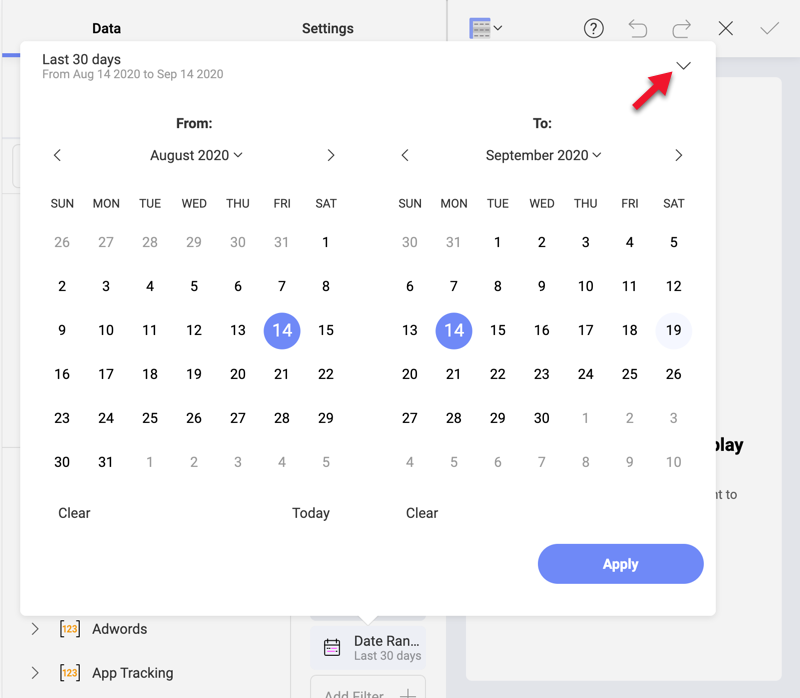 Data Settings
Last 30 days
From Aug 14 2020 to Sep 14 2020
From: To:
August 2020 September 2020
SUN MON TUE WED THU FRI SAT SUN MON TUE WED THU FRI SAT
26 27 28 29 30 31 1 30 31 1 2 3 4 5
2 3 4 5 6 7 8 6 7 8 9 10 11 12
9 10 11 12 13 14 15 13 14 15 16 17 18 19
16 17 18 19 20 21 22 20 21 22 23 24 25 26
23 24 25 26 27 28 29 27 28 29 30 1 2 3
30 31 1 2 3 4 5 4 5 6 7 8 9 10
Clear Today Clear
Apply
play
nt to
123 Adwords
Date Ran...
Last 30 days
123 App Tracking
Add Filter